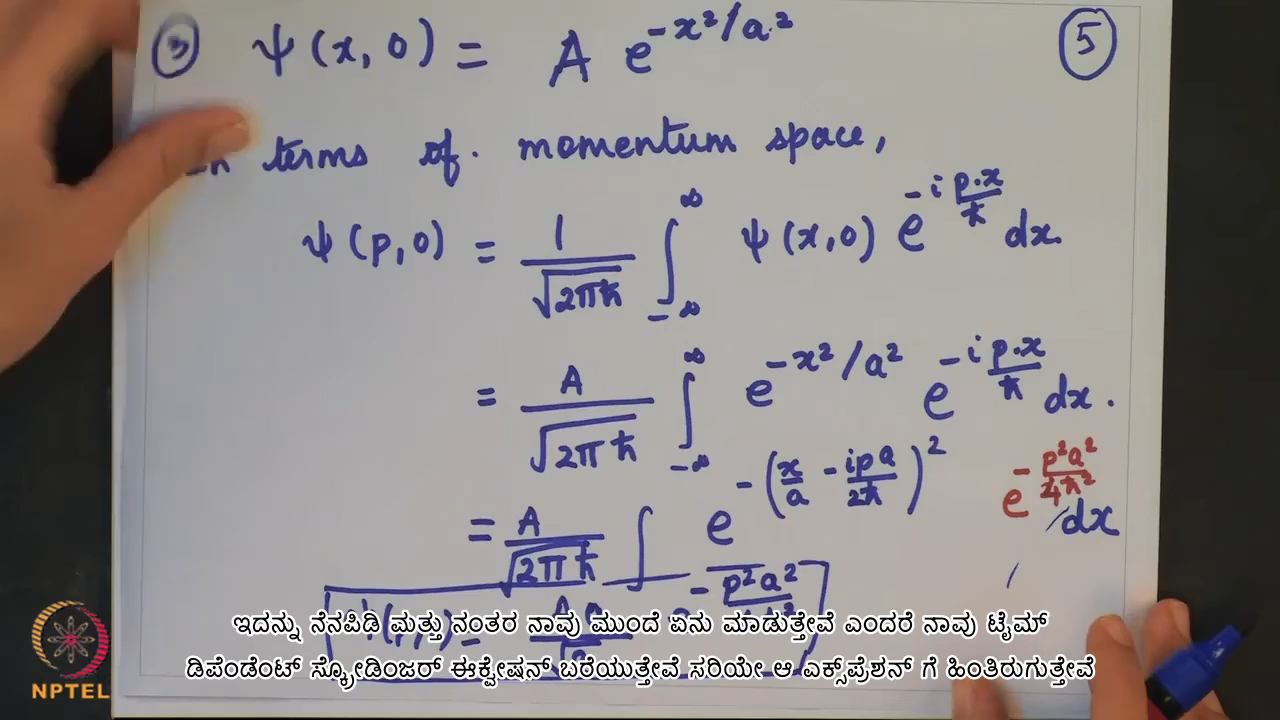 ③ ψ(x, 0) = A e^{-x²/a²} ⑤
terms of. momentum space,
ψ(p, 0) = 1/√(2πħ) ∫_{-∞}^{∞} ψ(x,0) e^{-i p·x/ħ} dx.
= A/√(2πħ) ∫_{-∞}^{∞} e^{-x²/a²} e^{-i p·x/ħ} dx.
= A/√(2πħ) ∫ e^{-(x/a - ipa/2ħ)²} e^{-p²a²/4ħ²} dx
ಇದನ್ನು ನೆನಪಿಡಿ ಮತ್ತು ನಂತರ ನಾವು ಮುಂದೆ ಏನು ಮಾಡುತ್ತೇವೆ ಎಂದರೆ ನಾವು ಟೈಮ್
ಡಿಪೆಂಡೆಂಟ್ ಸ್ಕ್ರೋಡಿಂಜರ್ ಈಕ್ವೇಷನ್ ಬರೆಯುತ್ತೇವೆ ಸರಿಯೇ ಆ ಎಕ್ಸ್‌ಪ್ರೆಶನ್ ಗೆ ಹಿಂತಿರುಗುತ್ತೇವೆ
NPTEL